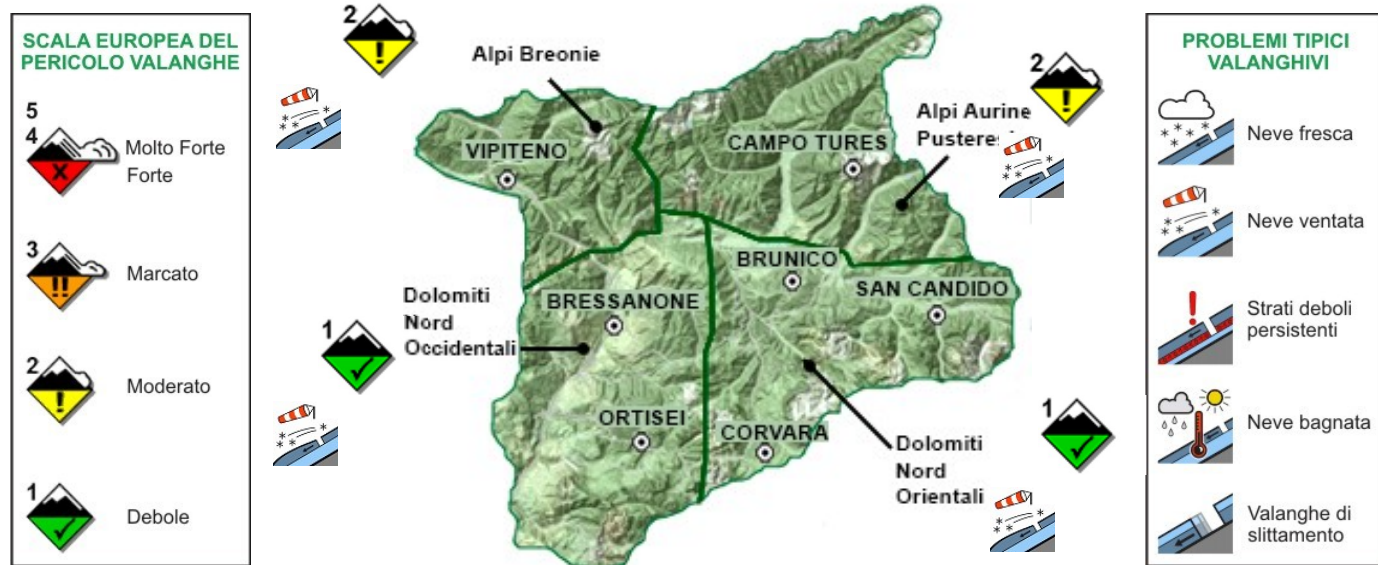 SCALA EUROPEA DEL
PERICOLO VALANGHE
5
4
Molto Forte
Forte
3
Marcato
2
Moderato
1
Debole
2
Alpi Breonie
VIPITENO
CAMPO TURES
2
Alpi Aurine
BRUNICO
SAN CANDIDO
BRESSANONE
Dolomiti
Nord
Occidentali
1
ORTISEI
CORVARA
Dolomiti
Nord
Orientali
1
PROBLEMI TIPICI
VALANGHIVI
Neve fresca
Neve ventata
Strati deboli
persistenti
Neve bagnata
Valanghe di
slittamento